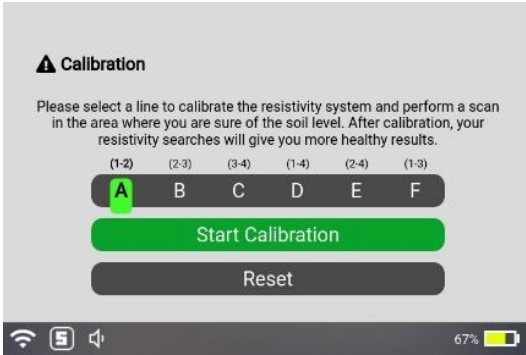 Calibration
Please select a line to calibrate the resistivity system and perform a scan
in the area where you are sure of the soil level. After calibration, your
resistivity searches will give you more healthy results.
(1-2) (2-3) (3-4) (1-4) (2-4) (1-3)
A B C D E F
Start Calibration
Reset
S 67%